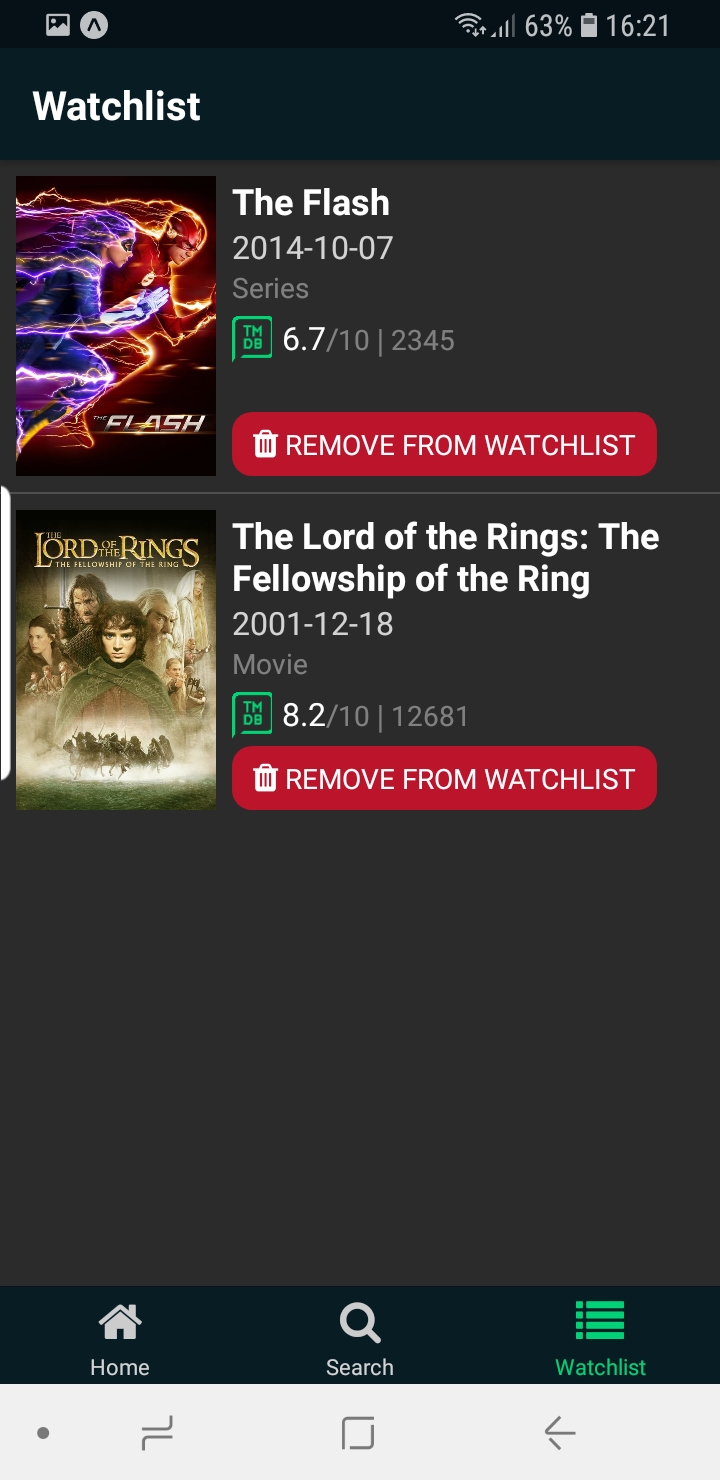 63% 16:21
Watchlist
The Flash
2014-10-07
Series
TM
DB
6.7/10 | 2345
THE FLASH
REMOVE FROM WATCHLIST
THE
LORD OF THE RINGS
THE FELLOWSHIP OF THE RING
The Lord of the Rings: The
Fellowship of the Ring
2001-12-18
Movie
TM
DB
8.2/10 | 12681
REMOVE FROM WATCHLIST
Home Search Watchlist